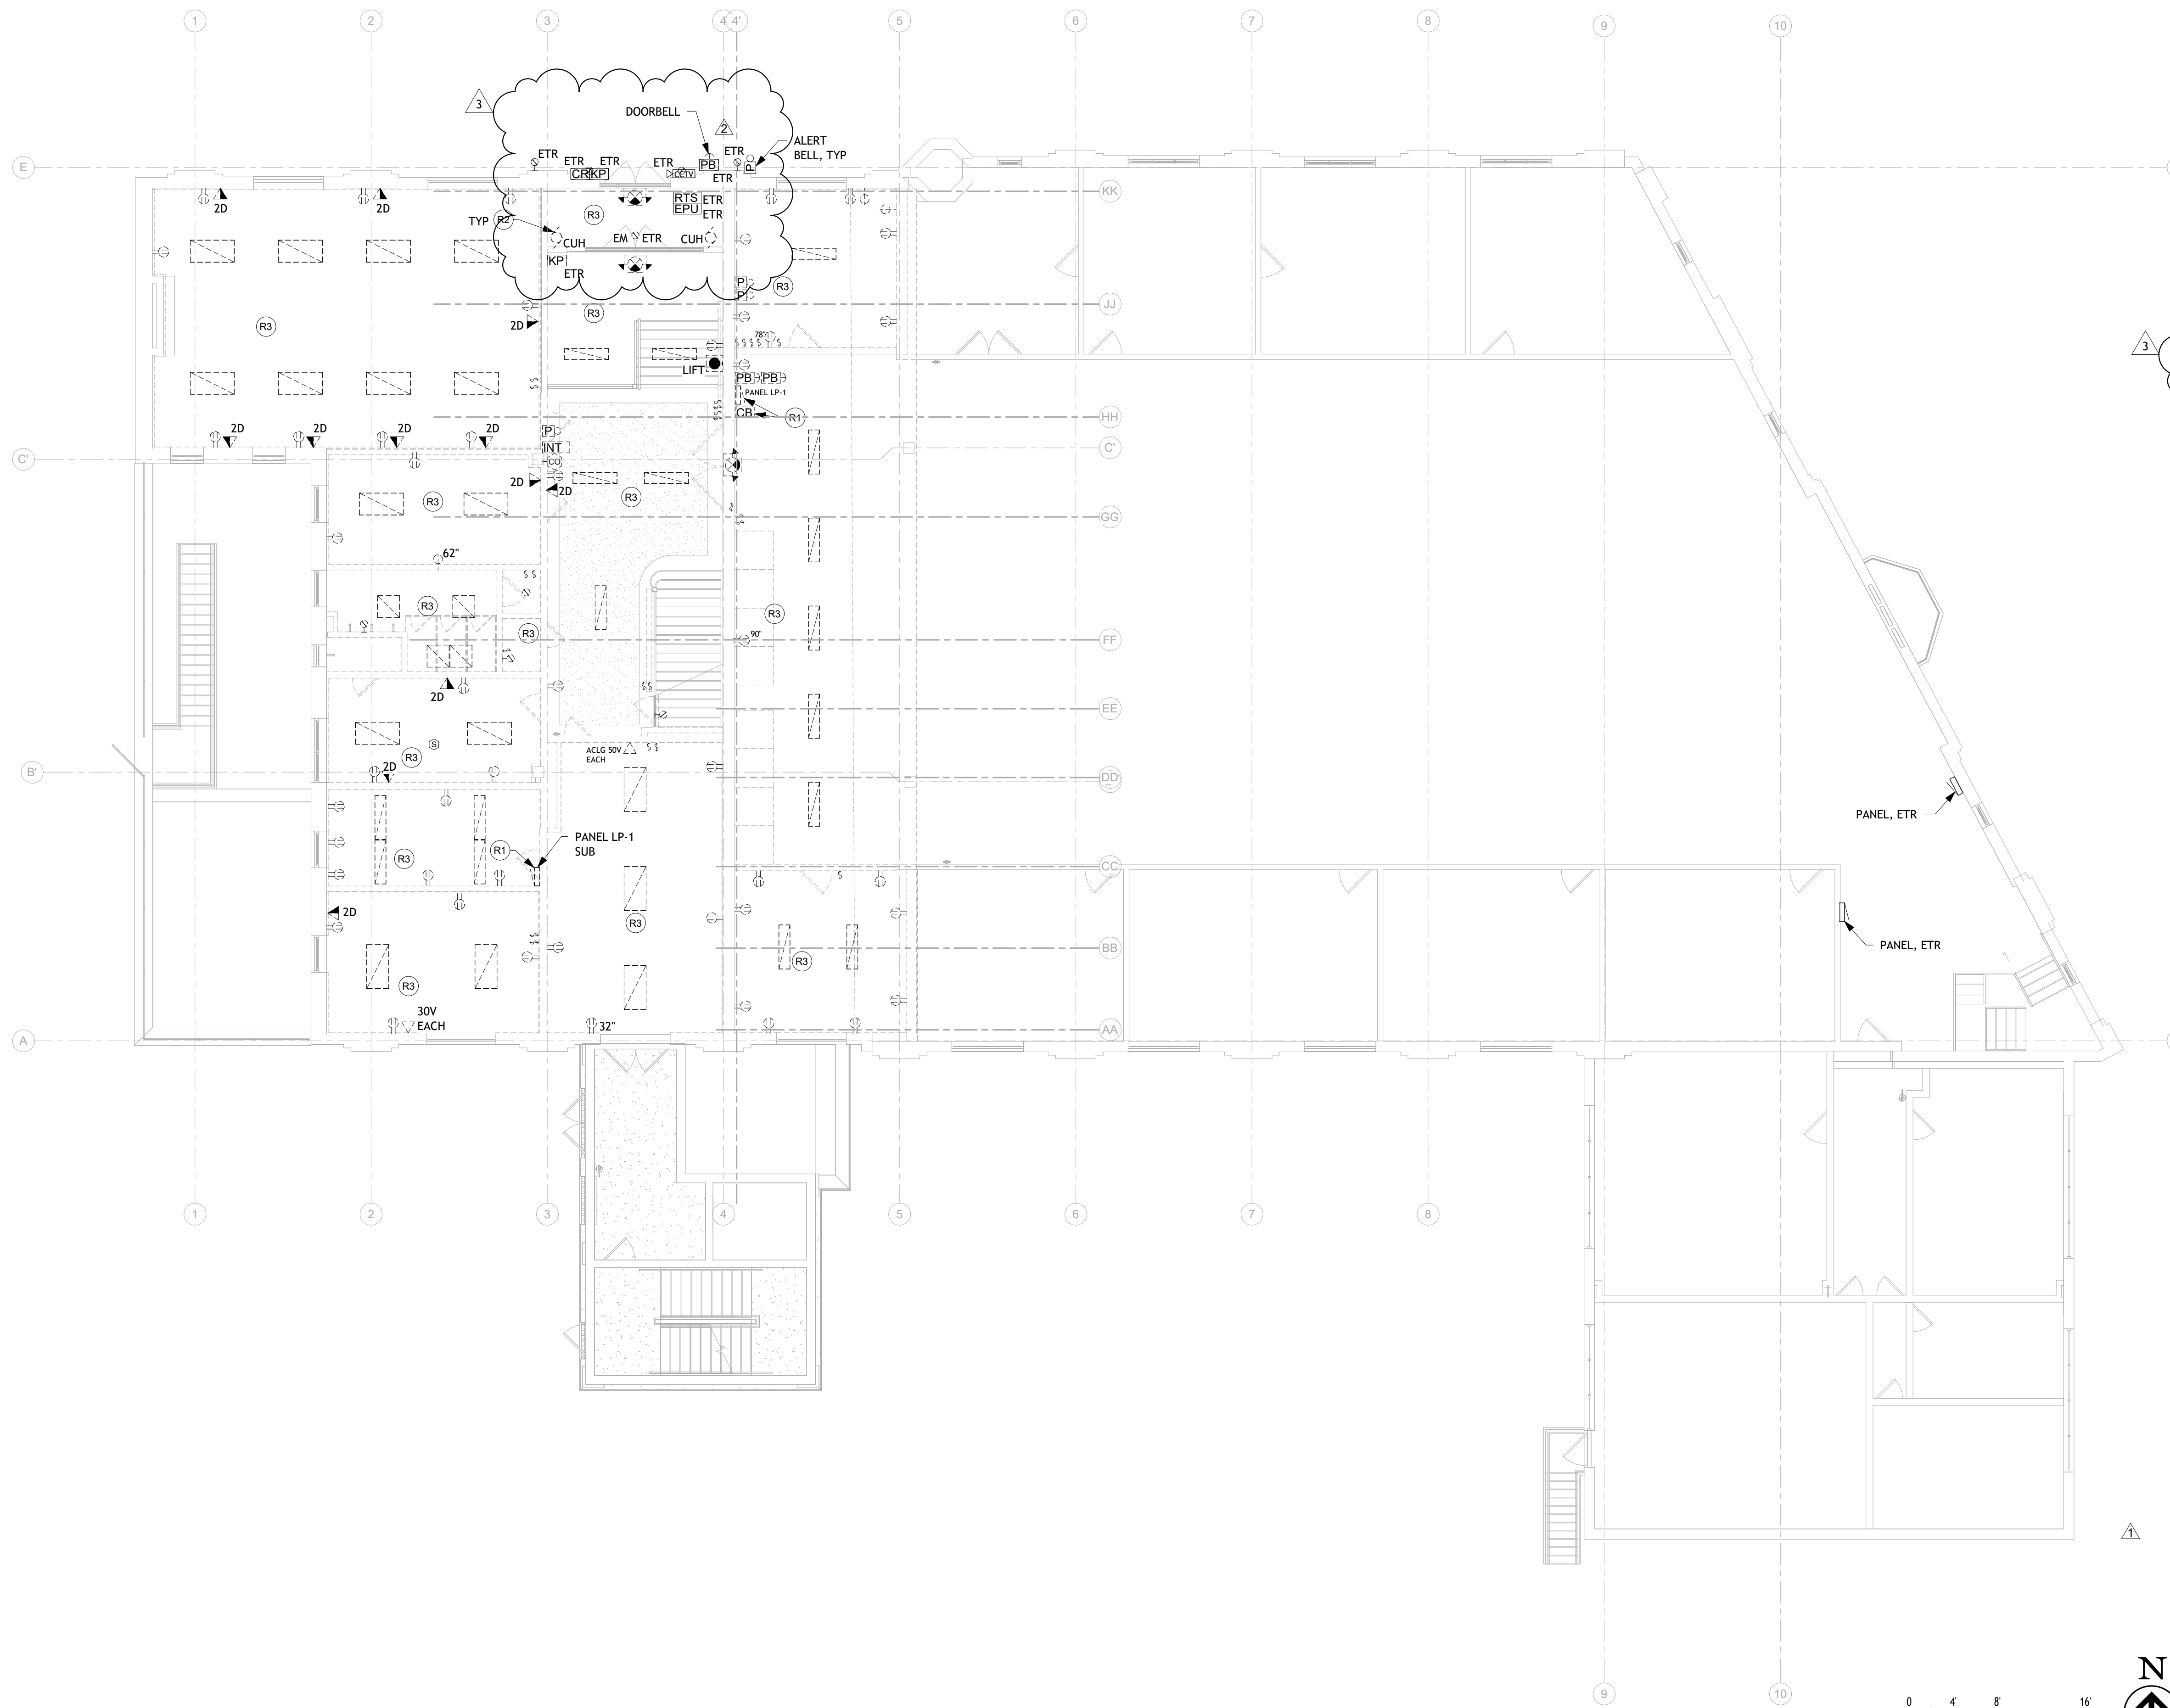 1 2 3 4 4' 5 6 7 8 9 10
3
DOORBELL
2
ALERT
BELL, TYP
E
ETR ETR ETR ETR ETR
CR KP CCTV PB P
ETR
2D 2D
KK
RTS ETR
EPU ETR
R3
TYP R2
CUH EM ETR CUH
KP
ETR
P
P
R3
JJ
R3
R3
2D
78"
3
LIFT
PB PB
PANEL LP-1
CB R1
HH
2D 2D 2D 2D
P
INT
CO
C' C'
2D
2D
R3 R3
GG
62"
R3
R3
R3
90"
FF
2D
EE
S
R3
ACLG 50V
EACH
2D
B'
DD
PANEL, ETR
PANEL LP-1
SUB
R1
R3
CC
2D
R3
BB
PANEL, ETR
R3
R3
30V
EACH
32"
AA
A
1 2 3 4 5 6 7 8
1
9 10
N
0 4' 8' 16'